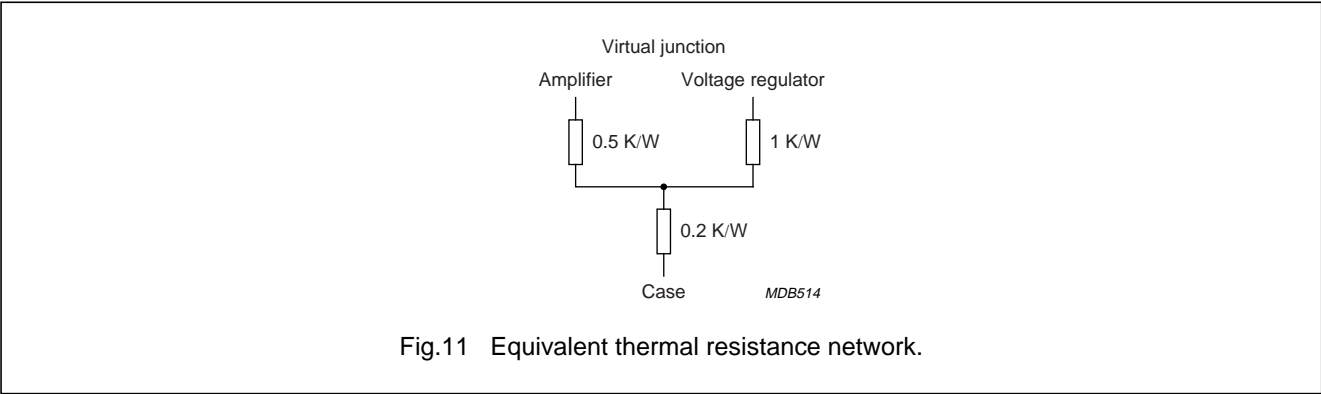 Virtual junction
Amplifier Voltage regulator
0.5 K/W 1 K/W
0.2 K/W
Case MDB514
Fig.11 Equivalent thermal resistance network.